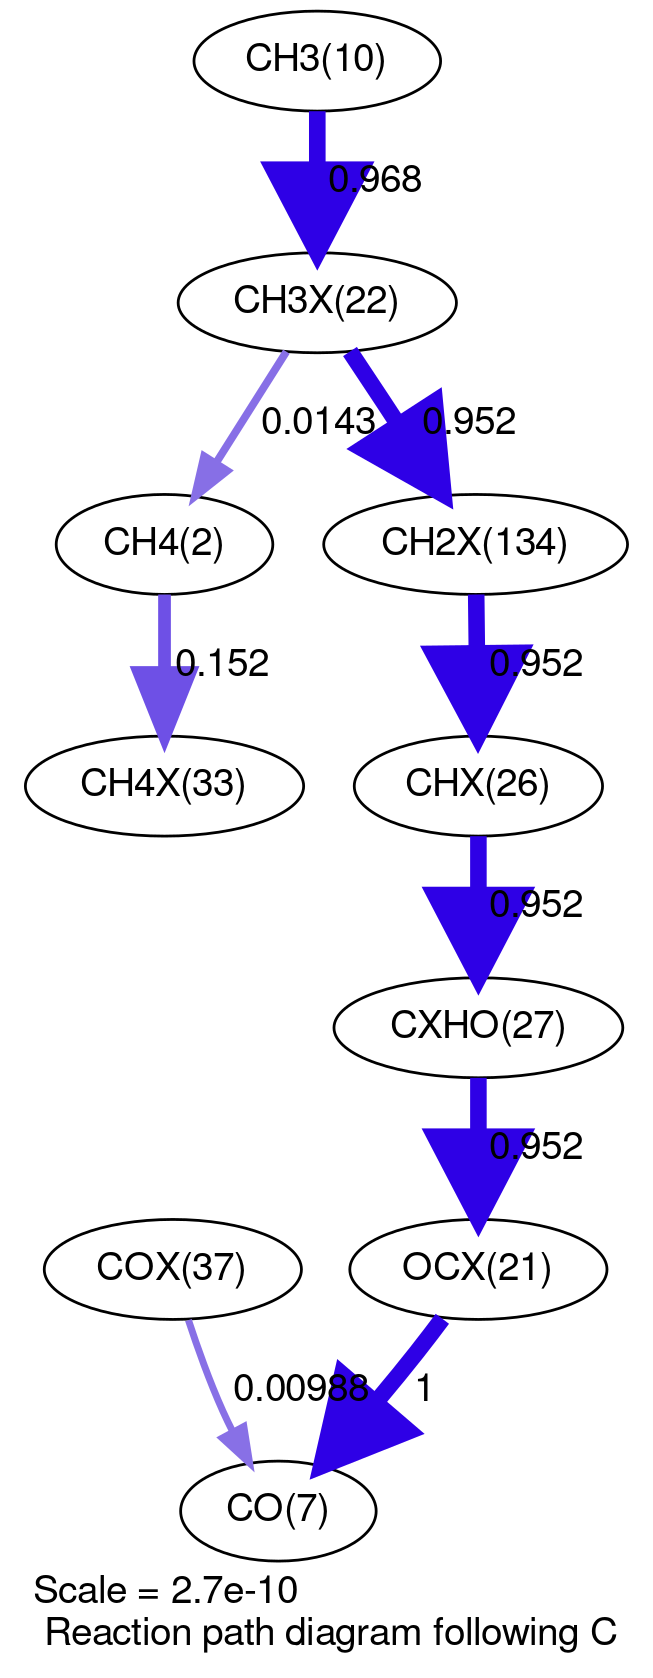 CH3(10)
0.968
CH3X(22)
0.0143
0.952
CH4(2)
CH2X(134)
0.152
0.952
CH4X(33)
CHX(26)
0.952
CXHO(27)
0.952
COX(37)
OCX(21)
0.00988
1
CO(7)
Scale = 2.7e-10
Reaction path diagram following C